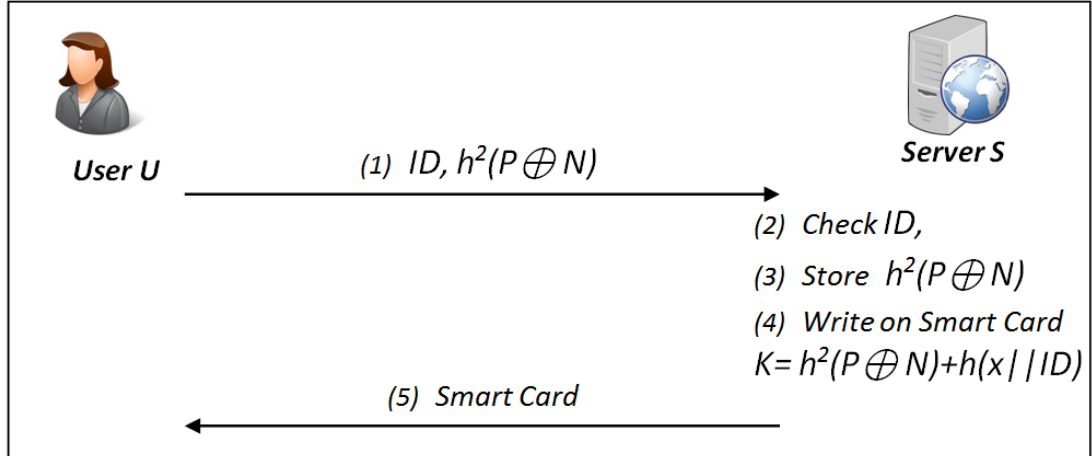 User U
Server S
(1) ID, h²(P⊕N)
(2) Check ID,
(3) Store h²(P⊕N)
(4) Write on Smart Card
K= h²(P⊕N)+h(x||ID)
(5) Smart Card